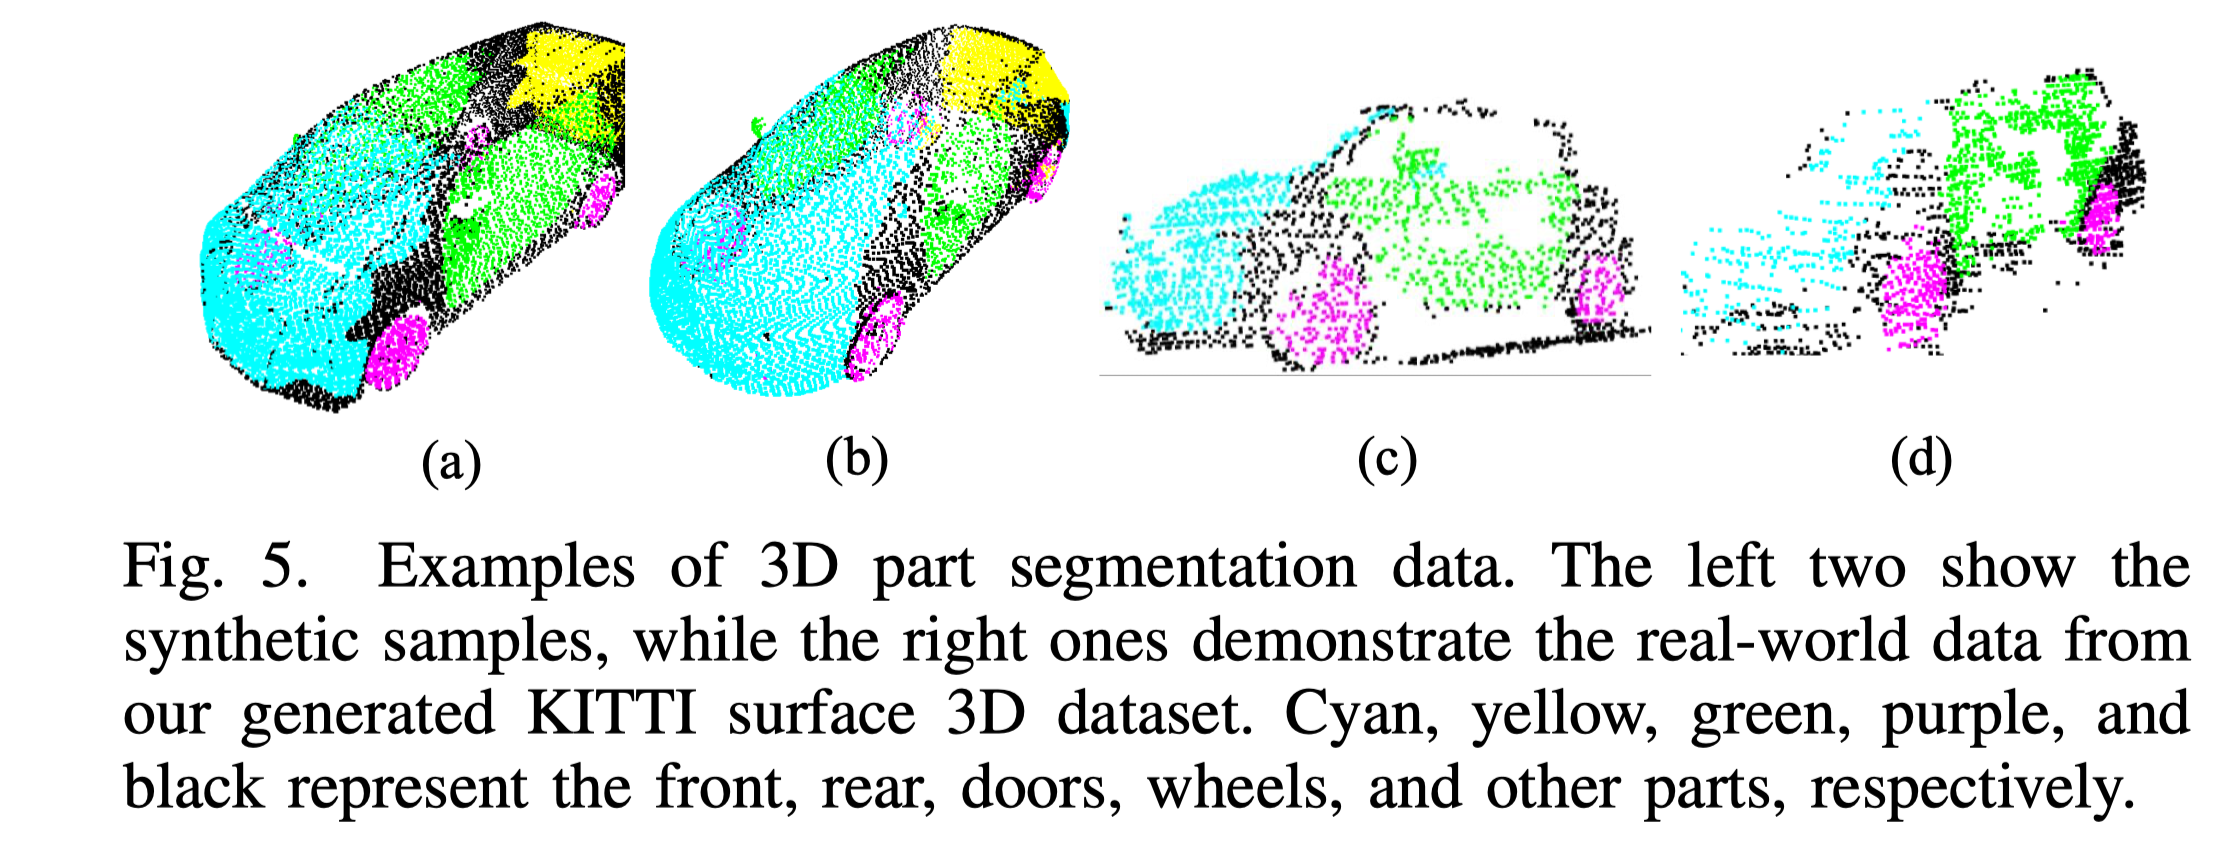 (a) (b) (c) (d)
Fig. 5. Examples of 3D part segmentation data. The left two show the
synthetic samples, while the right ones demonstrate the real-world data from
our generated KITTI surface 3D dataset. Cyan, yellow, green, purple, and
black represent the front, rear, doors, wheels, and other parts, respectively.